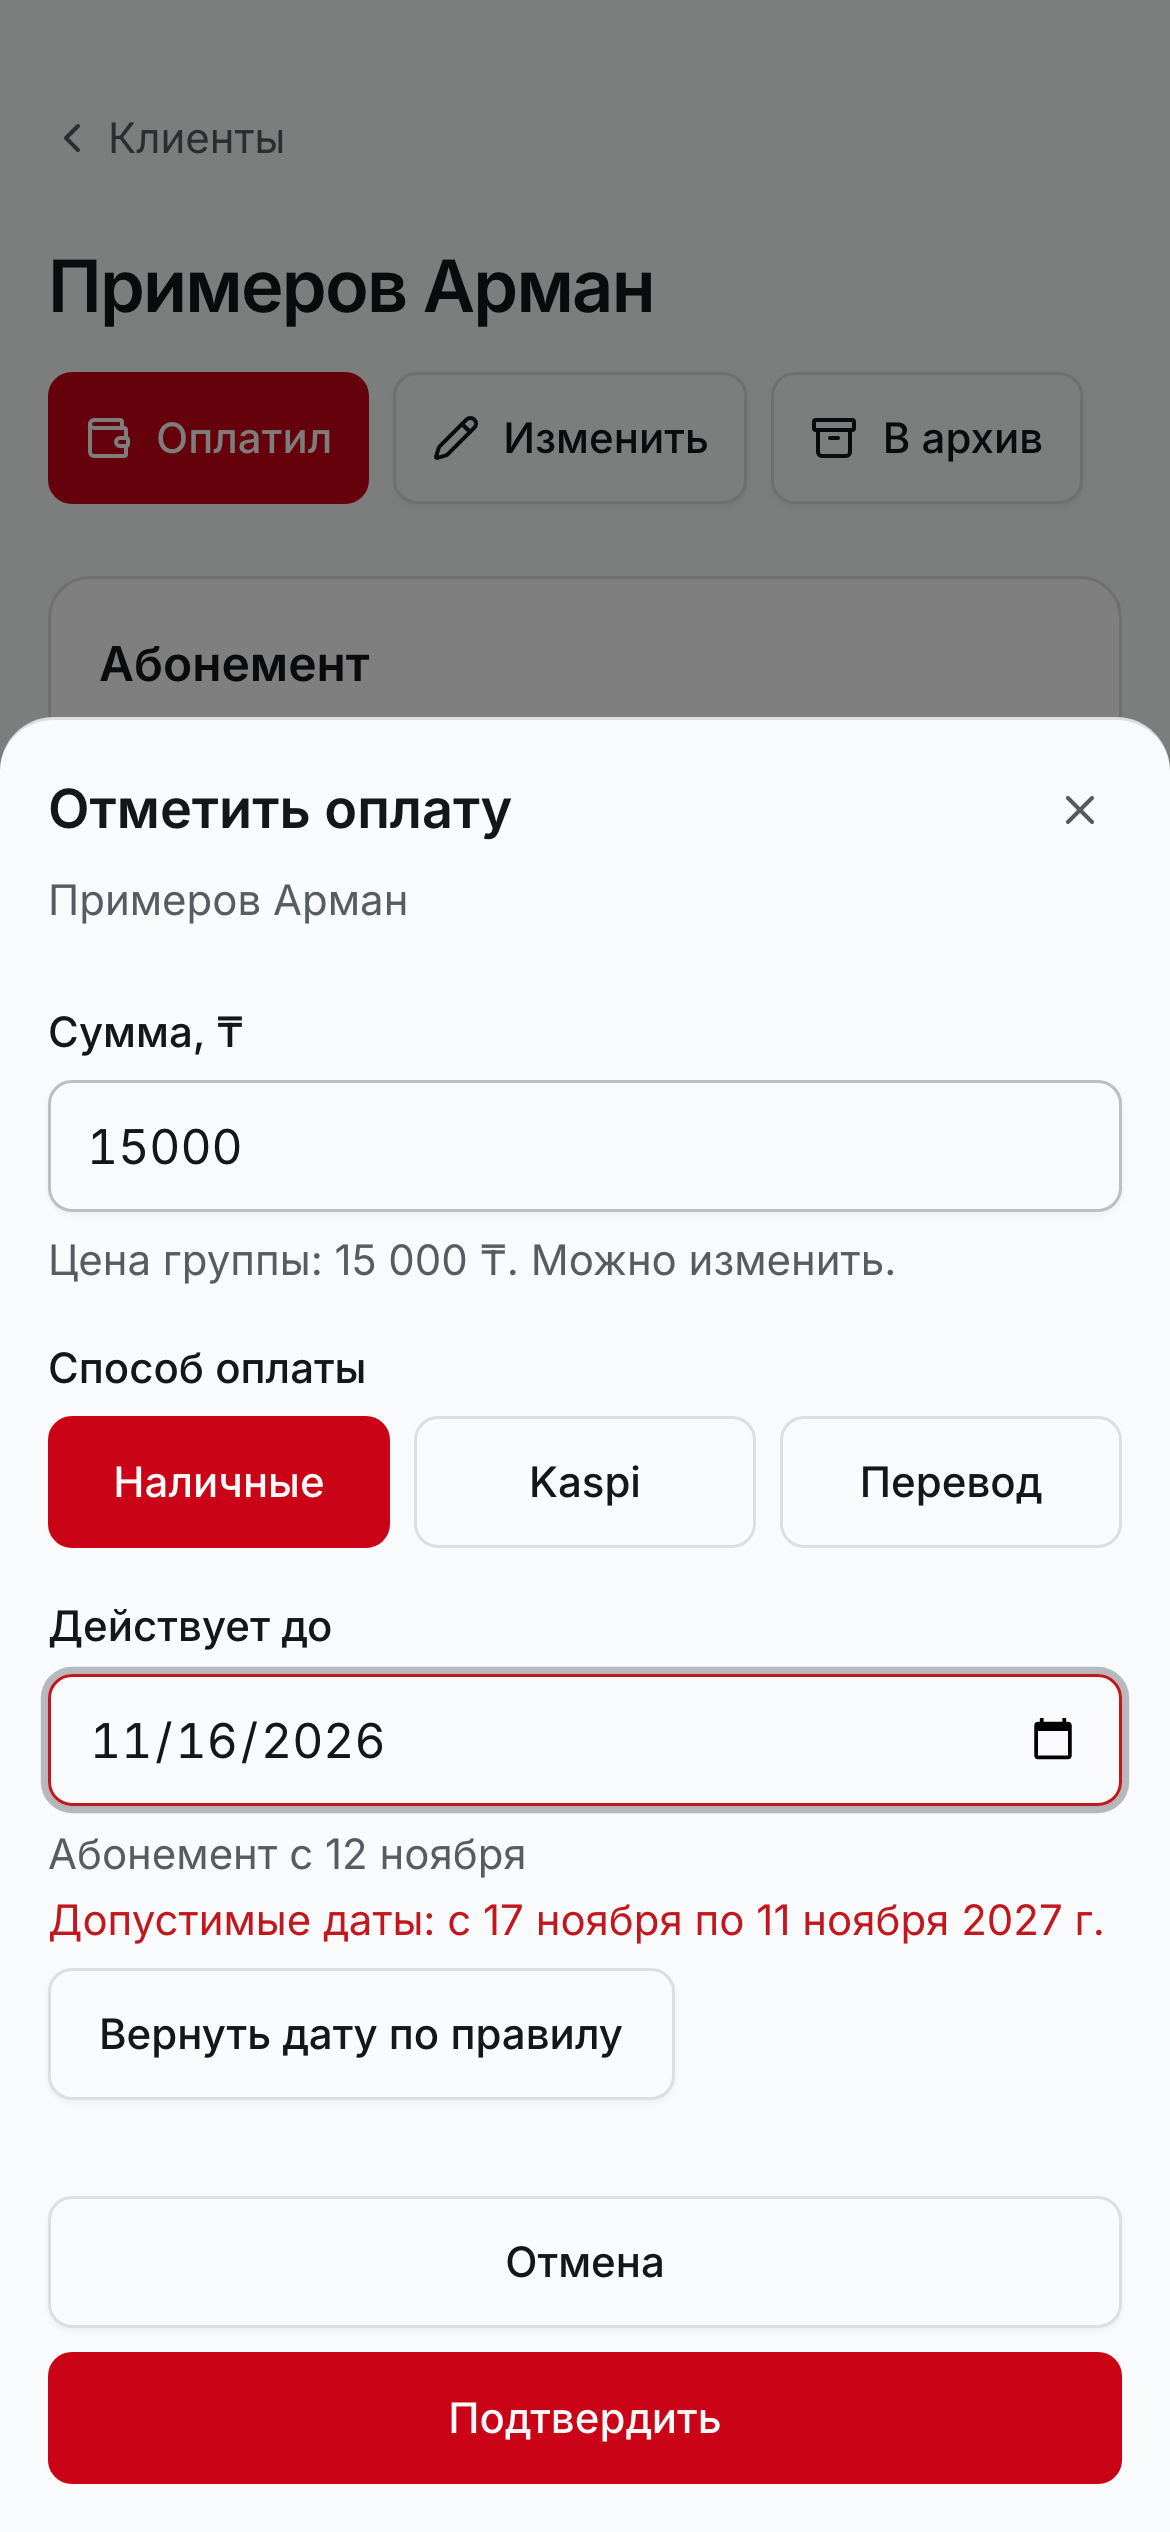 Клиенты
Примеров Арман
Оплатил
Изменить
В архив
Абонемент
Отметить оплату
Примеров Арман
Сумма, ₸
15000
Цена группы: 15 000 ₸. Можно изменить.
Способ оплаты
Наличные
Kaspi
Перевод
Действует до
11/16/2026
Абонемент с 12 ноября
Допустимые даты: с 17 ноября по 11 ноября 2027 г.
Вернуть дату по правилу
Отмена
Подтвердить